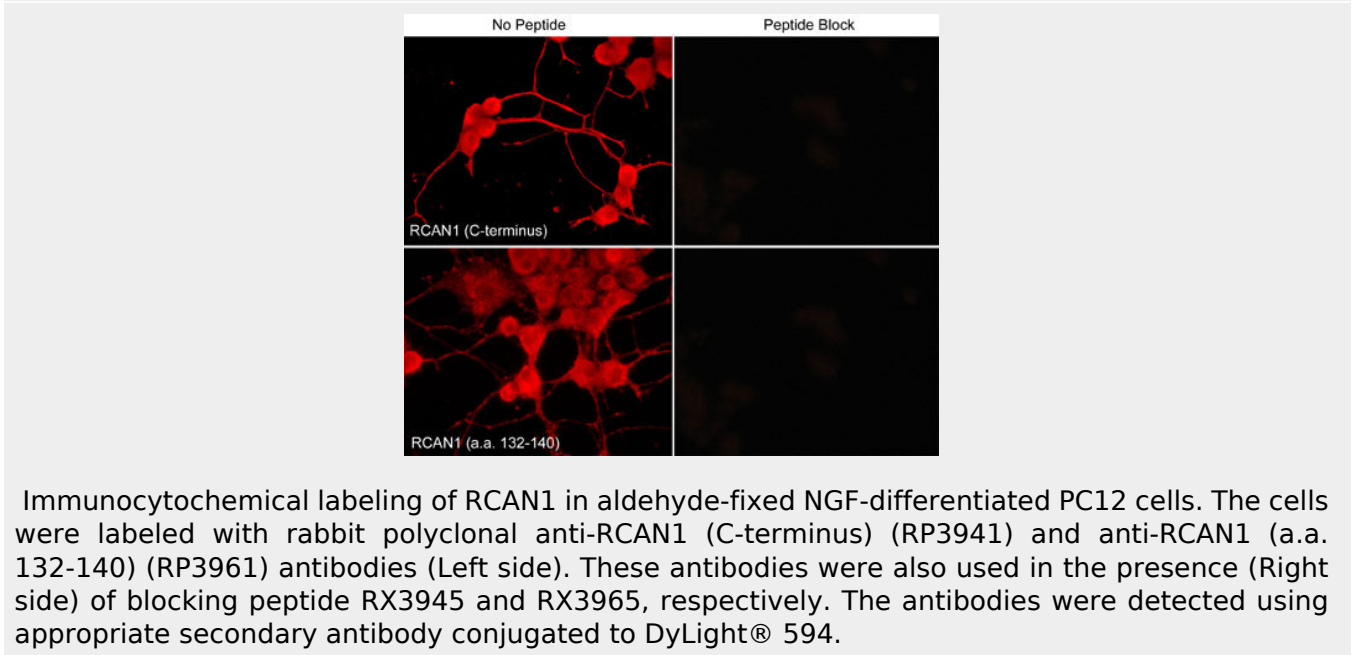 No Peptide
Peptide Block
RCAN1 (C-terminus)
RCAN1 (a.a. 132-140)
Immunocytochemical labeling of RCAN1 in aldehyde-fixed NGF-differentiated PC12 cells. The cells
were labeled with rabbit polyclonal anti-RCAN1 (C-terminus) (RP3941) and anti-RCAN1 (a.a.
132-140) (RP3961) antibodies (Left side). These antibodies were also used in the presence (Right
side) of blocking peptide RX3945 and RX3965, respectively. The antibodies were detected using
appropriate secondary antibody conjugated to DyLight® 594.